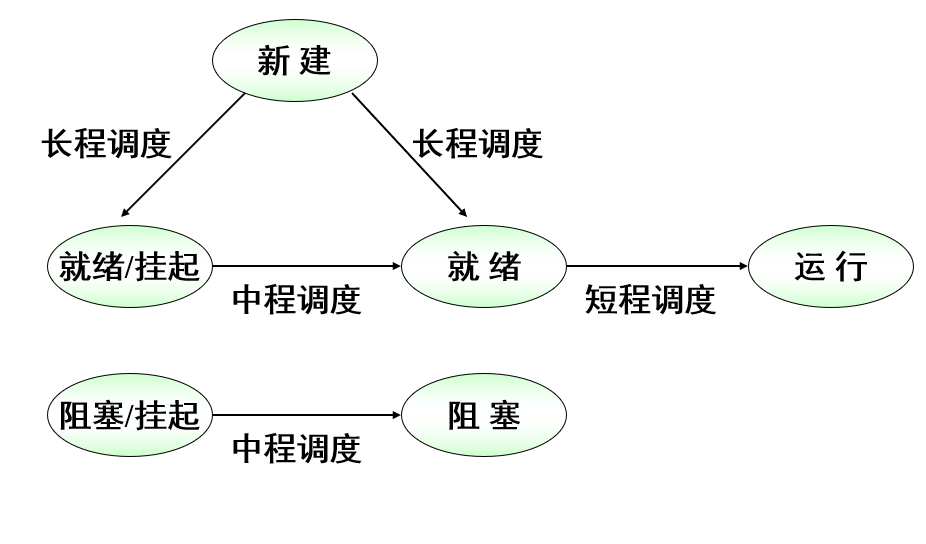 新 建
长程调度
长程调度
就绪/挂起
就 绪
运 行
中程调度
短程调度
阻塞/挂起
阻 塞
中程调度